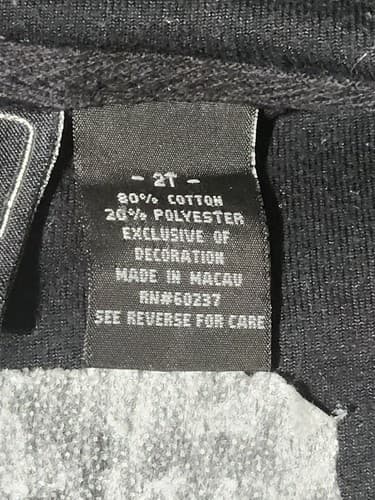 - 2T -
80% COTTON
20% POLYESTER
EXCLUSIVE OF
DECORATION
MADE IN MACAU
RN#60237
SEE REVERSE FOR CARE